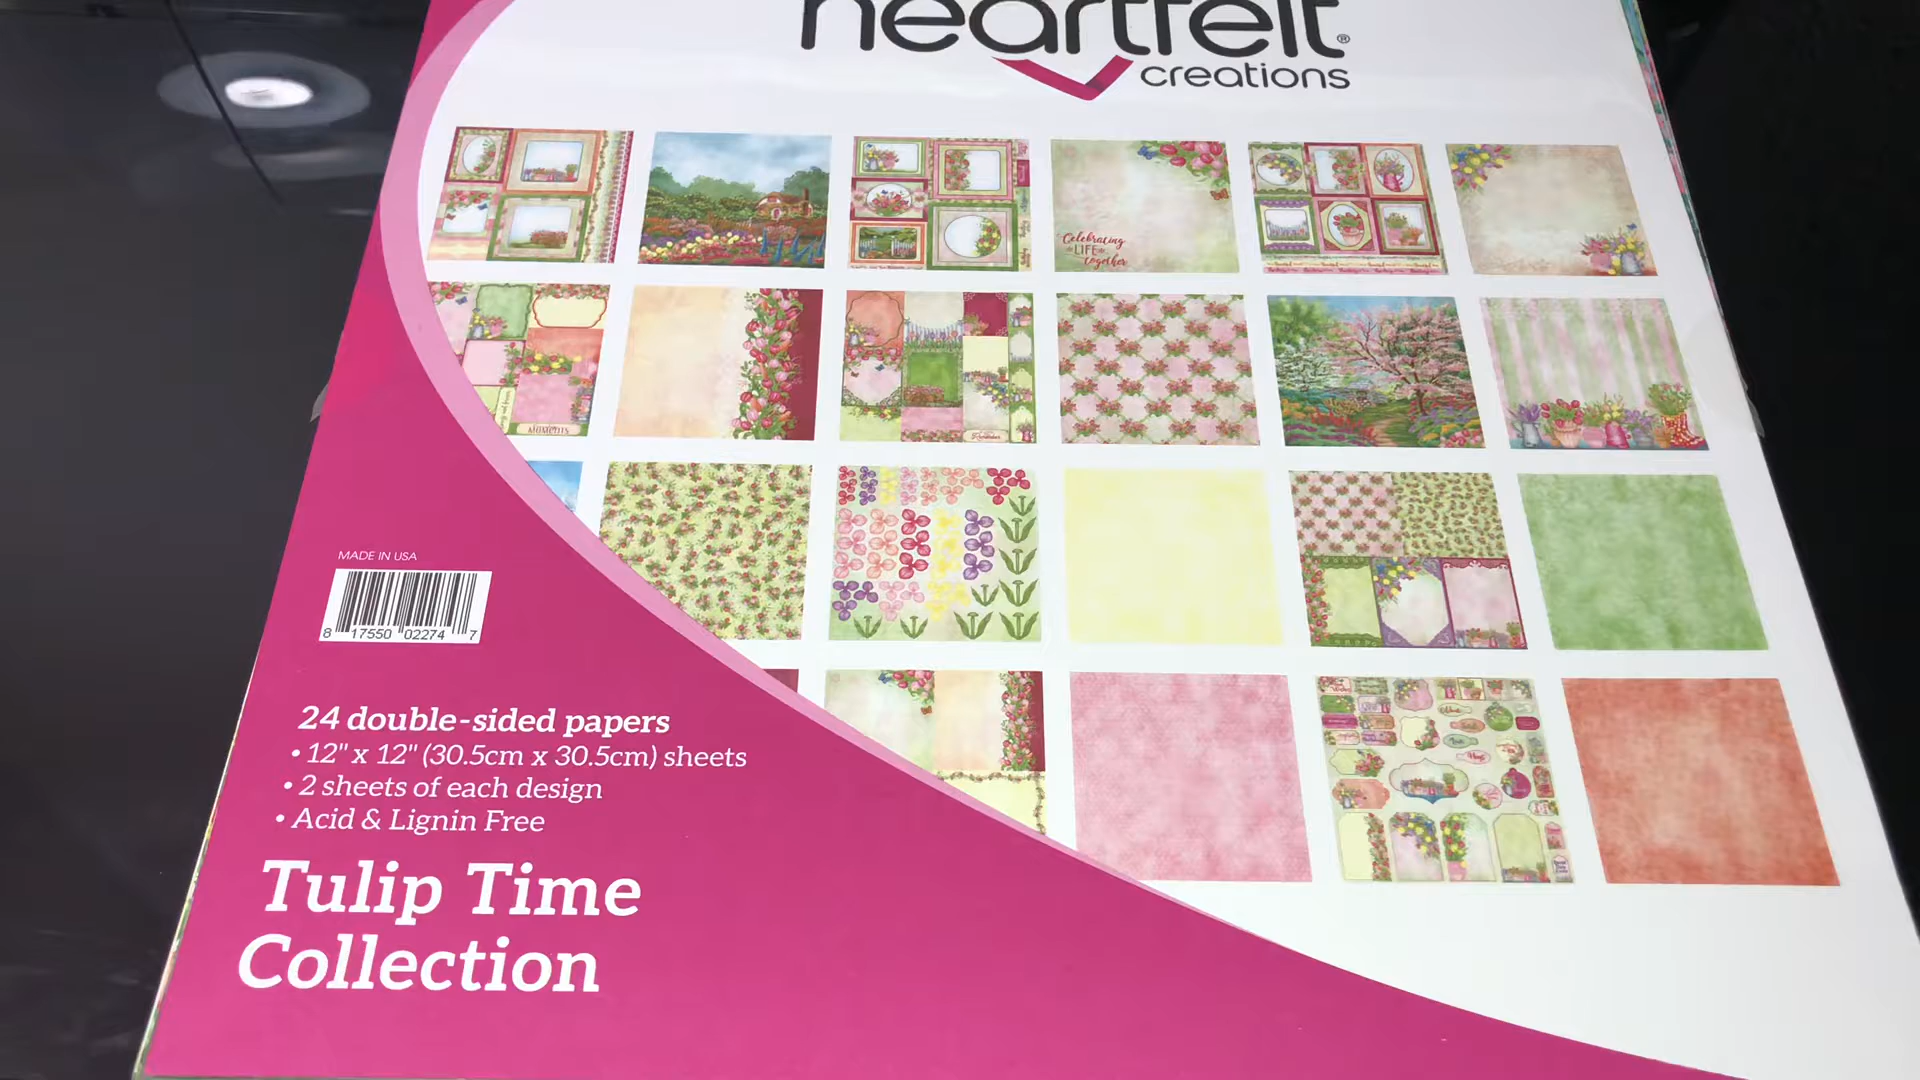 heartfelt®
creations
Celebrating
LIFE
together
MOMENTS
MADE IN USA
8 17550 02274 7
24 double-sided papers
• 12" x 12" (30.5cm x 30.5cm) sheets
• 2 sheets of each design
• Acid & Lignin Free
Tulip Time
Collection